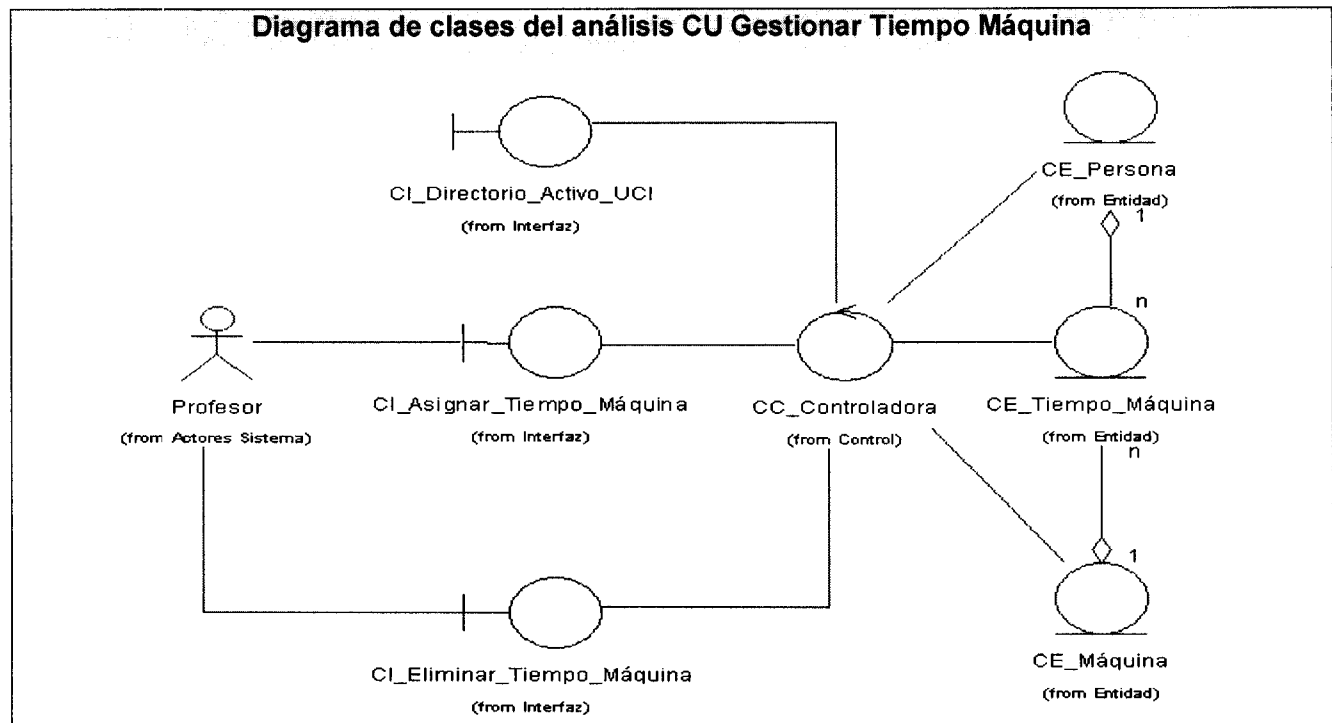 Diagrama de clases del análisis CU Gestionar Tiempo Máquina
CI_Directorio_Activo_UCI
(from Interfaz)
CE_Persona
(from Entidad)
1
n
Profesor
(from Actores Sistema)
CI_Asignar_Tiempo_Máquina
(from Interfaz)
CC_Controladora
(from Control)
CE_Tiempo_Máquina
(from Entidad)
n
1
CI_Eliminar_Tiempo_Máquina
(from Interfaz)
CE_Máquina
(from Entidad)